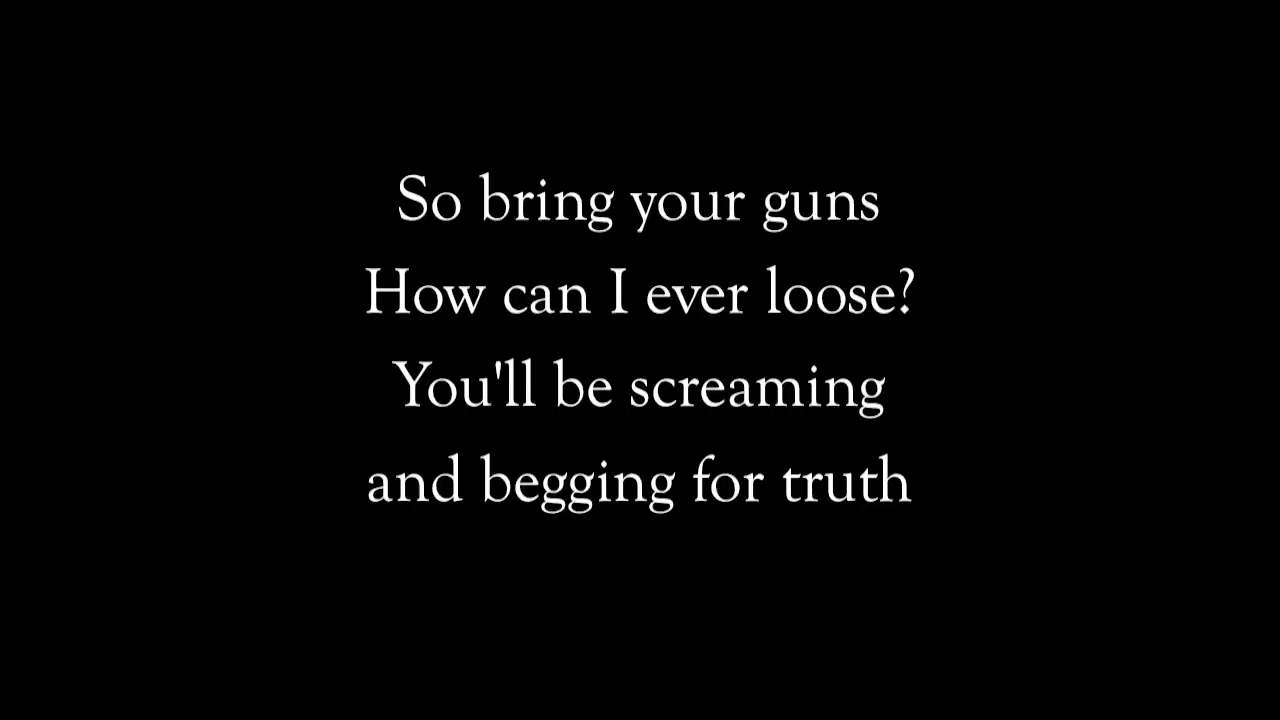 So bring your guns
How can I ever loose?
You'll be screaming
and begging for truth